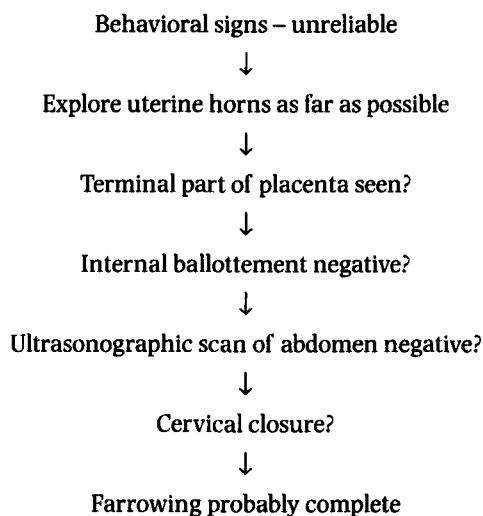 Behavioral signs – unreliable
↓
Explore uterine horns as far as possible
↓
Terminal part of placenta seen?
↓
Internal ballottement negative?
↓
Ultrasonographic scan of abdomen negative?
↓
Cervical closure?
↓
Farrowing probably complete